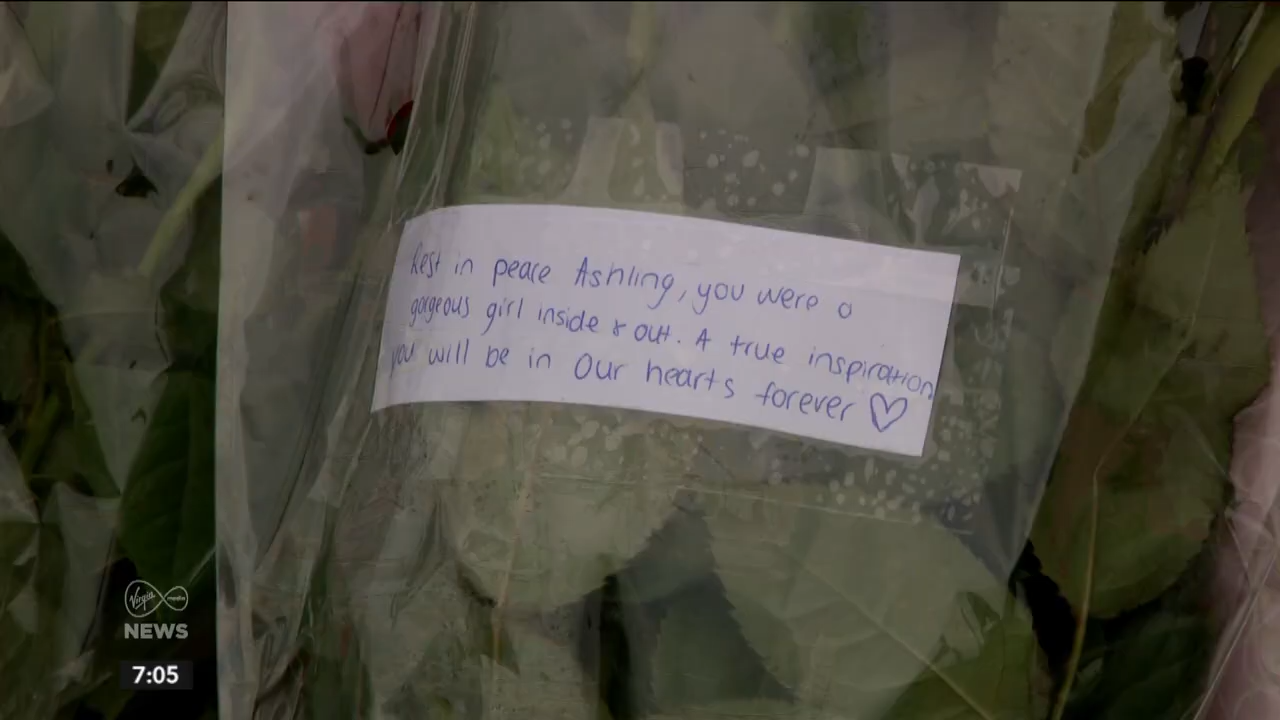 Rest in peace Ashling, you were a
gorgeous girl inside & out. A true inspiration
you will be in Our hearts forever ♡
Virgin media
NEWS
7:05